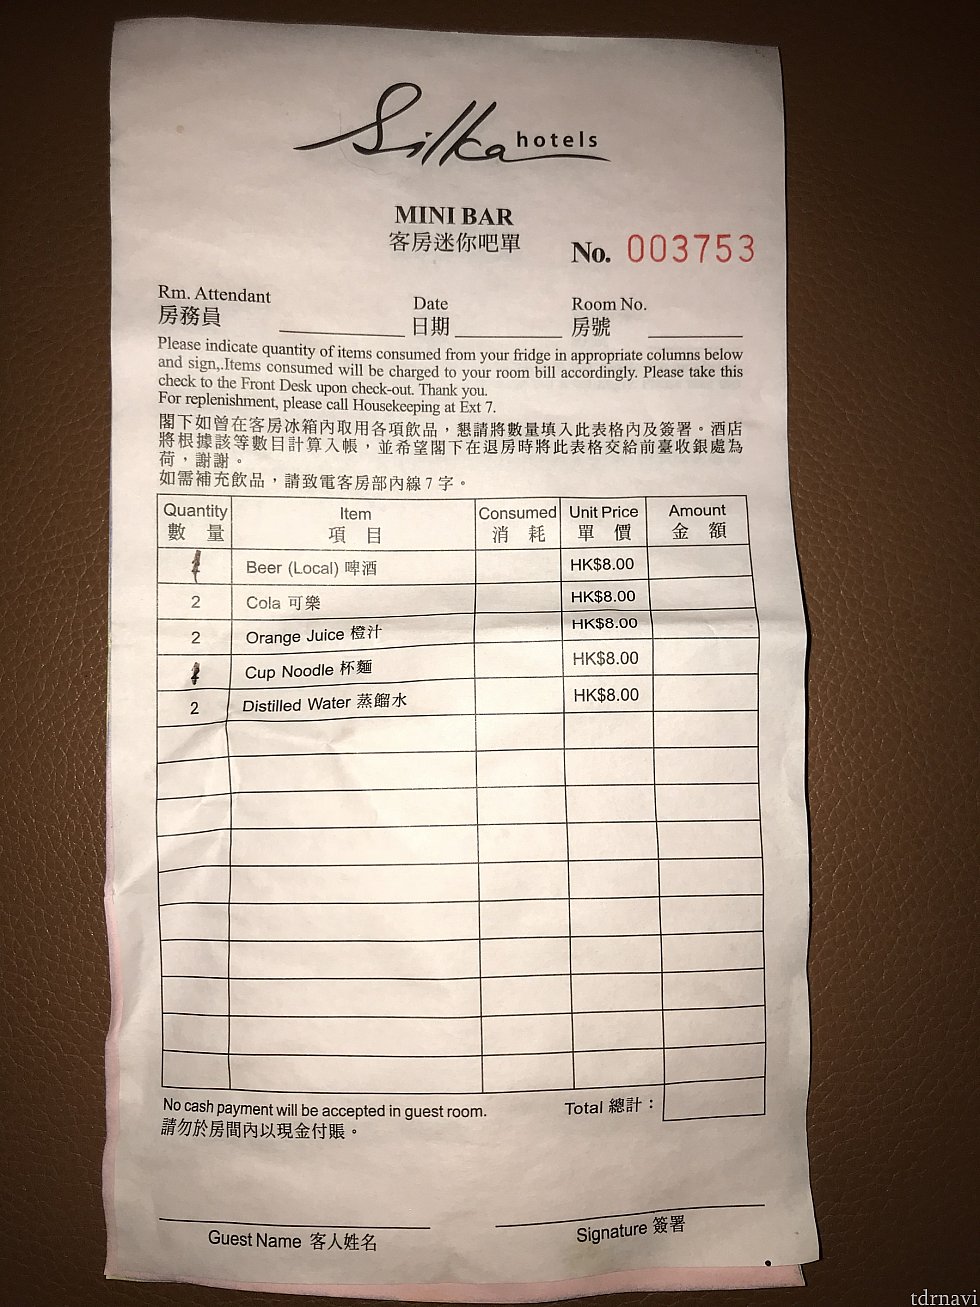 Silka hotels
MINI BAR
客房迷你吧單
No. 003753
Rm. Attendant
房務員
Date
日期
Room No.
房號
Please indicate quantity of items consumed from your fridge in appropriate columns below
and sign,.Items consumed will be charged to your room bill accordingly. Please take this
check to the Front Desk upon check-out. Thank you.
For replenishment, please call Housekeeping at Ext 7.
閣下如曾在客房冰箱內取用各項飲品，懇請將數量填入此表格內及簽署。酒店
將根據該等數目計算入帳，並希望閣下在退房時將此表格交給前臺收銀處為
荷，謝謝。
如需補充飲品，請致電客房部內線7字。
Quantity Item Consumed Unit Price Amount
數 量 項 目 消 耗 單 價 金 額
Beer (Local) 啤酒 HK$8.00
2 Cola 可樂 HK$8.00
2 Orange Juice 橙汁 HK$8.00
Cup Noodle 杯麵 HK$8.00
2 Distilled Water 蒸餾水 HK$8.00
No cash payment will be accepted in guest room. Total 總計：
請勿於房間內以現金付賬。
Guest Name 客人姓名
Signature 簽署
tdrnavi